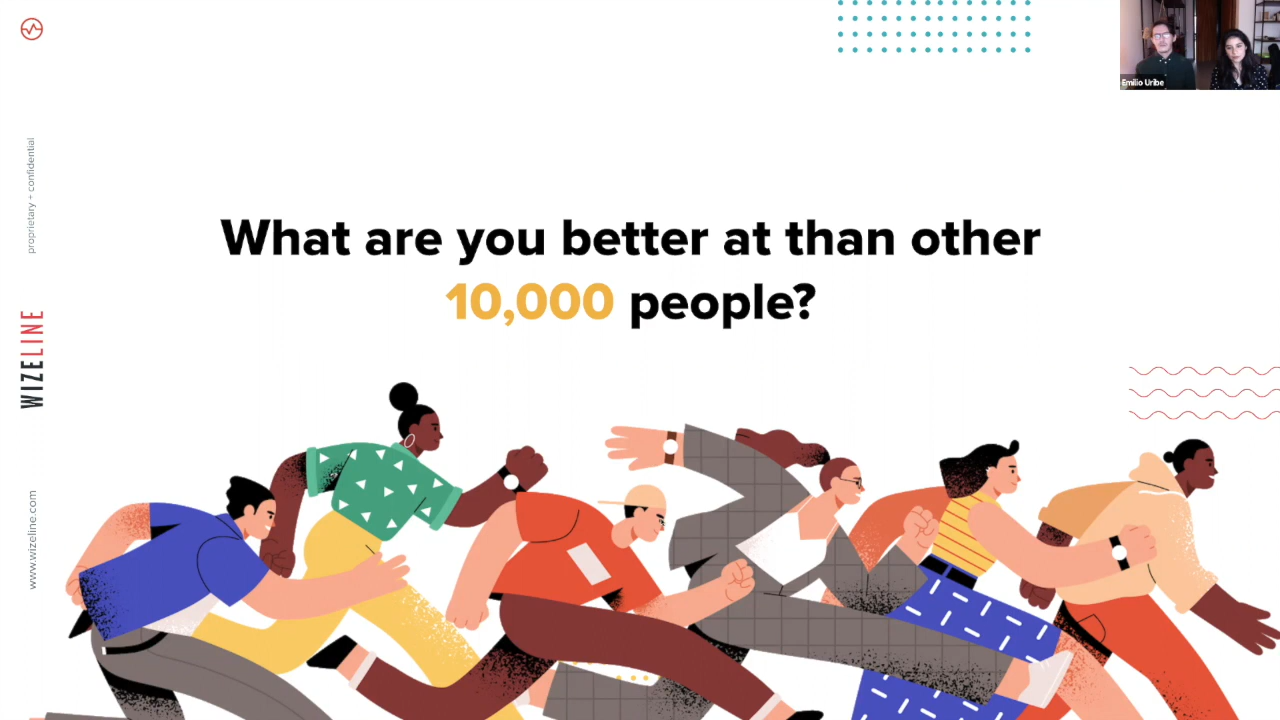 What are you better at than other
10,000 people?
Emilio Uribe
proprietary + confidential
WIZELINE
www.wizeline.com